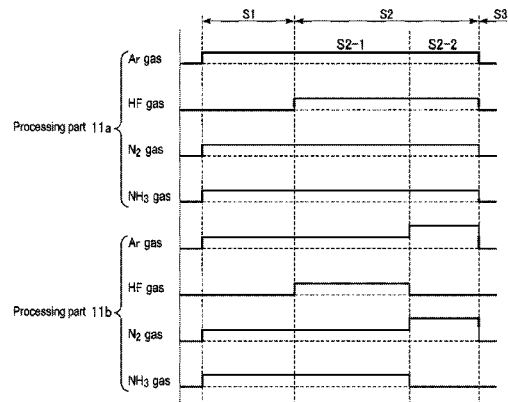 S1 S2 S3
S2-1 S2-2
Processing part 11a
Ar gas
HF gas
N2 gas
NH3 gas
Processing part 11b
Ar gas
HF gas
N2 gas
NH3 gas